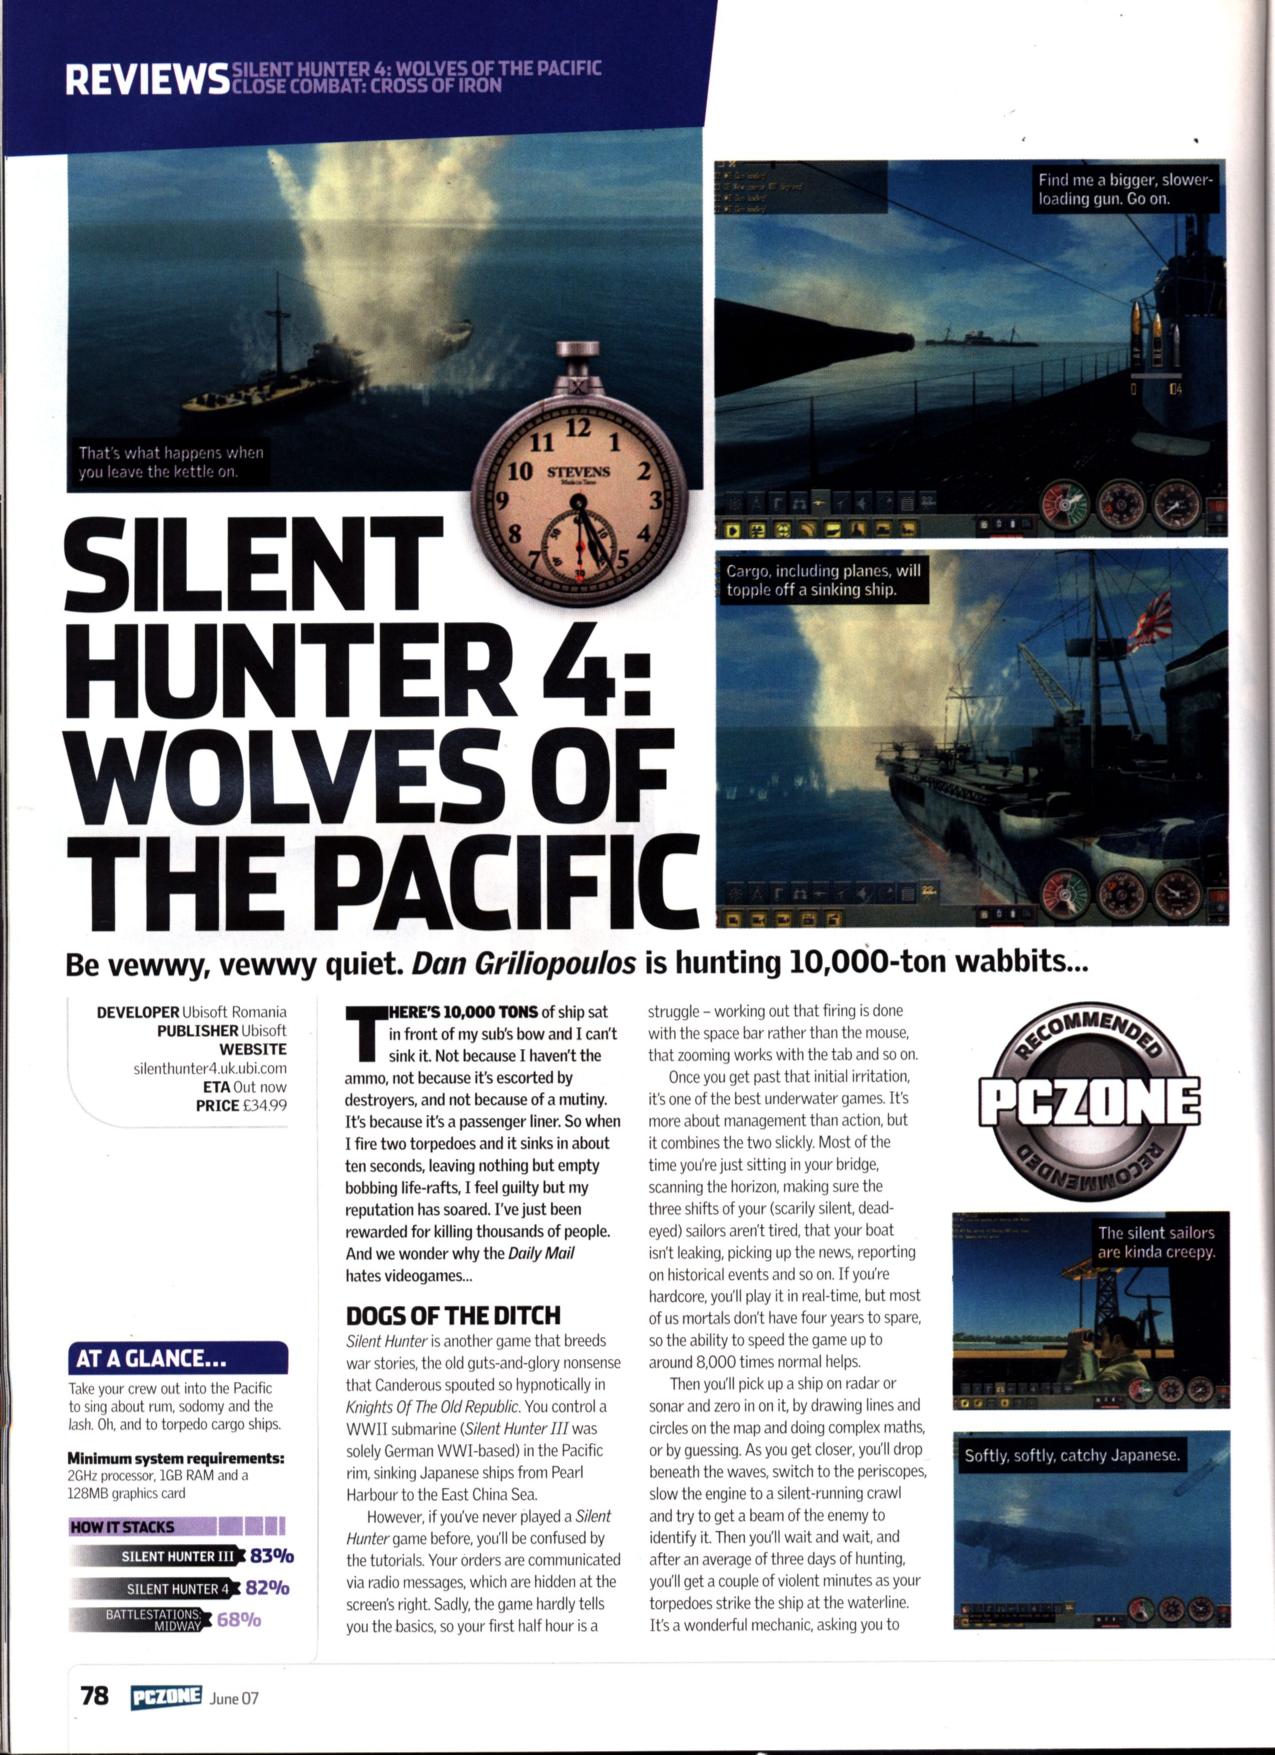 REVIEWS SILENT HUNTER 4: WOLVES OF THE PACIFIC
CLOSE COMBAT: CROSS OF IRON
That's what happens when
you leave the kettle on.
12
11 1
10 STEVENS 2
9 3
8 4
7 5
Find me a bigger, slower-
loading gun. Go on.
Cargo, including planes, will
topple off a sinking ship.
SILENT
HUNTER 4:
WOLVES OF
THE PACIFIC
Be vewwy, vewwy quiet. Dan Griliopoulos is hunting 10,000-ton wabbits...
DEVELOPER Ubisoft Romania
PUBLISHER Ubisoft
WEBSITE
silenthunter4.uk.ubi.com
ETA Out now
PRICE £34.99
AT A GLANCE...
Take your crew out into the Pacific
to sing about rum, sodomy and the
lash. Oh, and to torpedo cargo ships.
Minimum system requirements:
2GHz processor, 1GB RAM and a
128MB graphics card
HOW IT STACKS
SILENT HUNTER III 83%
SILENT HUNTER 4 82%
BATTLESTATIONS:
MIDWAY 68%
THERE'S 10,000 TONS of ship sat
in front of my sub's bow and I can't
sink it. Not because I haven't the
ammo, not because it's escorted by
destroyers, and not because of a mutiny.
It's because it's a passenger liner. So when
I fire two torpedoes and it sinks in about
ten seconds, leaving nothing but empty
bobbing life-rafts, I feel guilty but my
reputation has soared. I've just been
rewarded for killing thousands of people.
And we wonder why the Daily Mail
hates videogames...
DOGS OF THE DITCH
Silent Hunter is another game that breeds
war stories, the old guts-and-glory nonsense
that Canderous spouted so hypnotically in
Knights Of The Old Republic. You control a
WWII submarine (Silent Hunter III was
solely German WWI-based) in the Pacific
rim, sinking Japanese ships from Pearl
Harbour to the East China Sea.
However, if you've never played a Silent
Hunter game before, you'll be confused by
the tutorials. Your orders are communicated
via radio messages, which are hidden at the
screen's right. Sadly, the game hardly tells
you the basics, so your first half hour is a
struggle – working out that firing is done
with the space bar rather than the mouse,
that zooming works with the tab and so on.
Once you get past that initial irritation,
it's one of the best underwater games. It's
more about management than action, but
it combines the two slickly. Most of the
time you're just sitting in your bridge,
scanning the horizon, making sure the
three shifts of your (scarily silent, dead-
eyed) sailors aren't tired, that your boat
isn't leaking, picking up the news, reporting
on historical events and so on. If you're
hardcore, you'll play it in real-time, but most
of us mortals don't have four years to spare,
so the ability to speed the game up to
around 8,000 times normal helps.
Then you'll pick up a ship on radar or
sonar and zero in on it, by drawing lines and
circles on the map and doing complex maths,
or by guessing. As you get closer, you'll drop
beneath the waves, switch to the periscopes,
slow the engine to a silent-running crawl
and try to get a beam of the enemy to
identify it. Then you'll wait and wait, and
after an average of three days of hunting,
you'll get a couple of violent minutes as your
torpedoes strike the ship at the waterline.
It's a wonderful mechanic, asking you to
RECOMMENDED
PCZONE
RECOMMENDED
The silent sailors
are kinda creepy.
Softly, softly, catchy Japanese.
78 PCZONE June 07